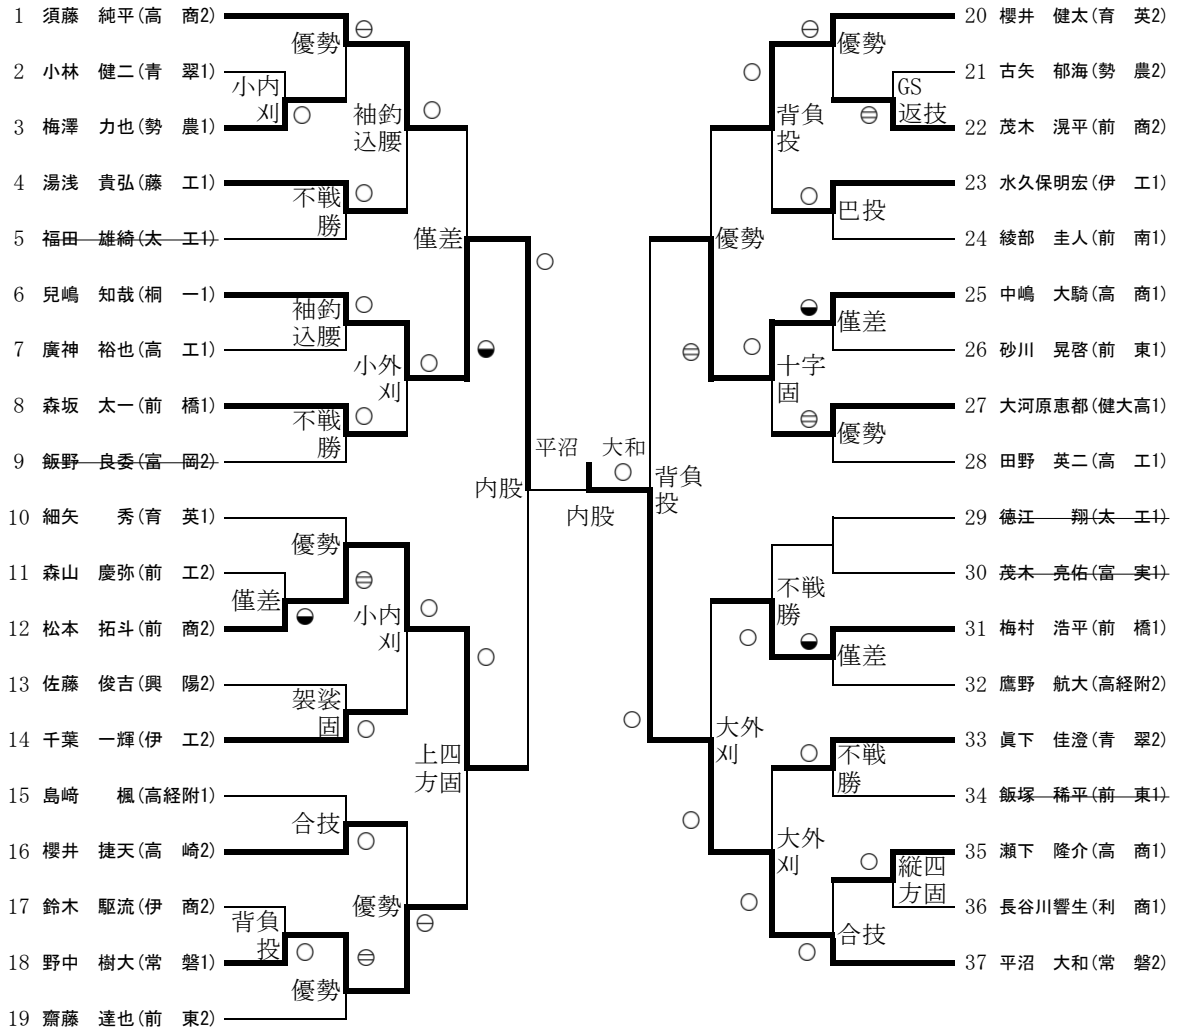 1 須藤 純平(高 商2)
優勢
2 小林 健二(青 翠1)
小内
刈
3 梅澤 力也(勢 農1)
袖釣
込腰
4 湯浅 貴弘(藤 工1)
不戦
勝
5 福田 雄綺(太 工1)
僅差
6 兒嶋 知哉(桐 一1)
袖釣
込腰
7 廣神 裕也(高 工1)
小外
刈
8 森坂 太一(前 橋1)
不戦
勝
9 飯野 良委(富 岡2)
内股
10 細矢 秀(育 英1)
優勢
11 森山 慶弥(前 工2)
僅差
12 松本 拓斗(前 商2)
小内
刈
13 佐藤 俊吉(興 陽2)
袈裟
固
14 千葉 一輝(伊 工2)
上四
方固
15 島﨑 楓(高経附1)
合技
16 櫻井 捷天(高 崎2)
17 鈴木 駆流(伊 商2)
優勢
背負
投
18 野中 樹大(常 磐1)
優勢
19 齋藤 達也(前 東2)
平沼 大和
内股
20 櫻井 健太(育 英2)
優勢
21 古矢 郁海(勢 農2)
GS
返技
22 茂木 滉平(前 商2)
背負
投
23 水久保明宏(伊 工1)
巴投
24 綾部 圭人(前 南1)
優勢
25 中嶋 大騎(高 商1)
僅差
26 砂川 晃啓(前 東1)
十字
固
27 大河原恵都(健大高1)
優勢
28 田野 英二(高 工1)
背負
投
29 徳江 翔(太 工1)
30 茂木 亮佑(富 実1)
不戦
勝
31 梅村 浩平(前 橋1)
僅差
32 鷹野 航大(高経附2)
大外
刈
33 眞下 佳澄(青 翠2)
不戦
勝
34 飯塚 稀平(前 東1)
大外
刈
35 瀬下 隆介(高 商1)
縦四
方固
36 長谷川響生(利 商1)
合技
37 平沼 大和(常 磐2)